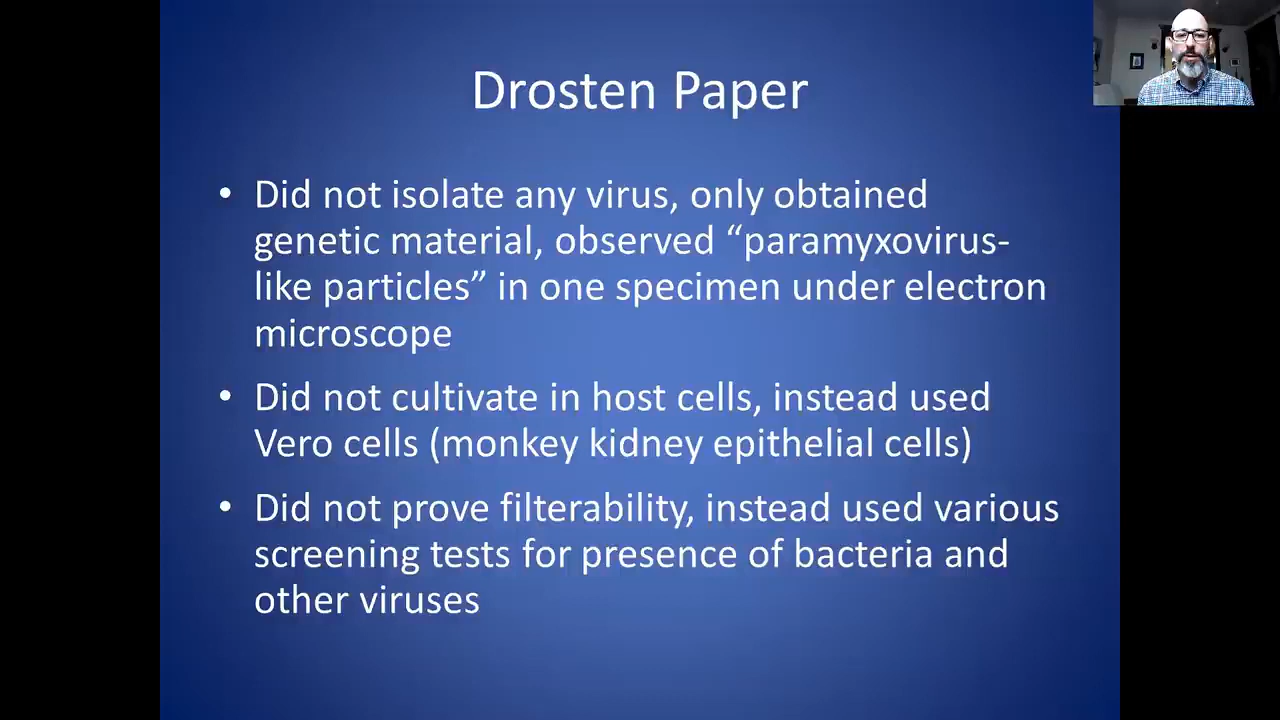 Drosten Paper
• Did not isolate any virus, only obtained
genetic material, observed “paramyxovirus-
like particles” in one specimen under electron
microscope
• Did not cultivate in host cells, instead used
Vero cells (monkey kidney epithelial cells)
• Did not prove filterability, instead used various
screening tests for presence of bacteria and
other viruses